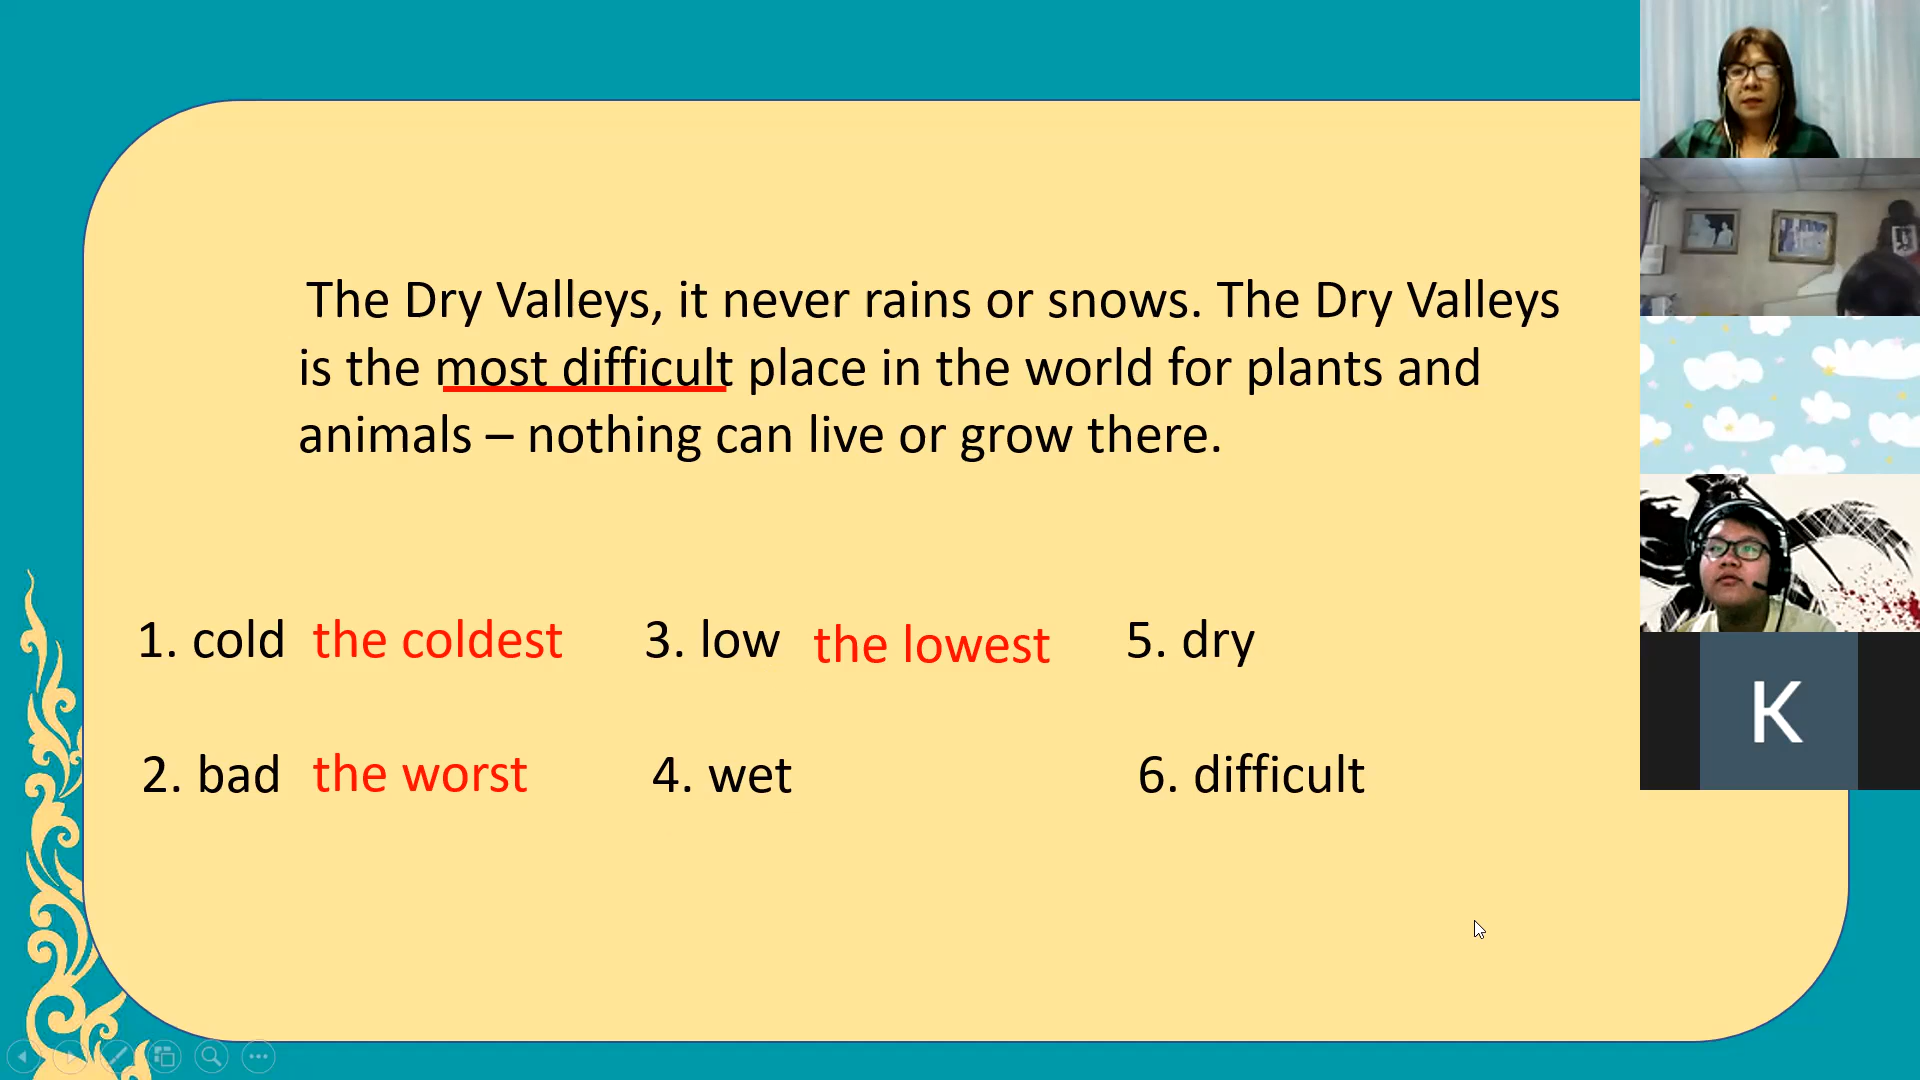 The Dry Valleys, it never rains or snows. The Dry Valleys
is the most difficult place in the world for plants and
animals – nothing can live or grow there.
1. cold the coldest 3. low the lowest 5. dry
2. bad the worst 4. wet 6. difficult
K